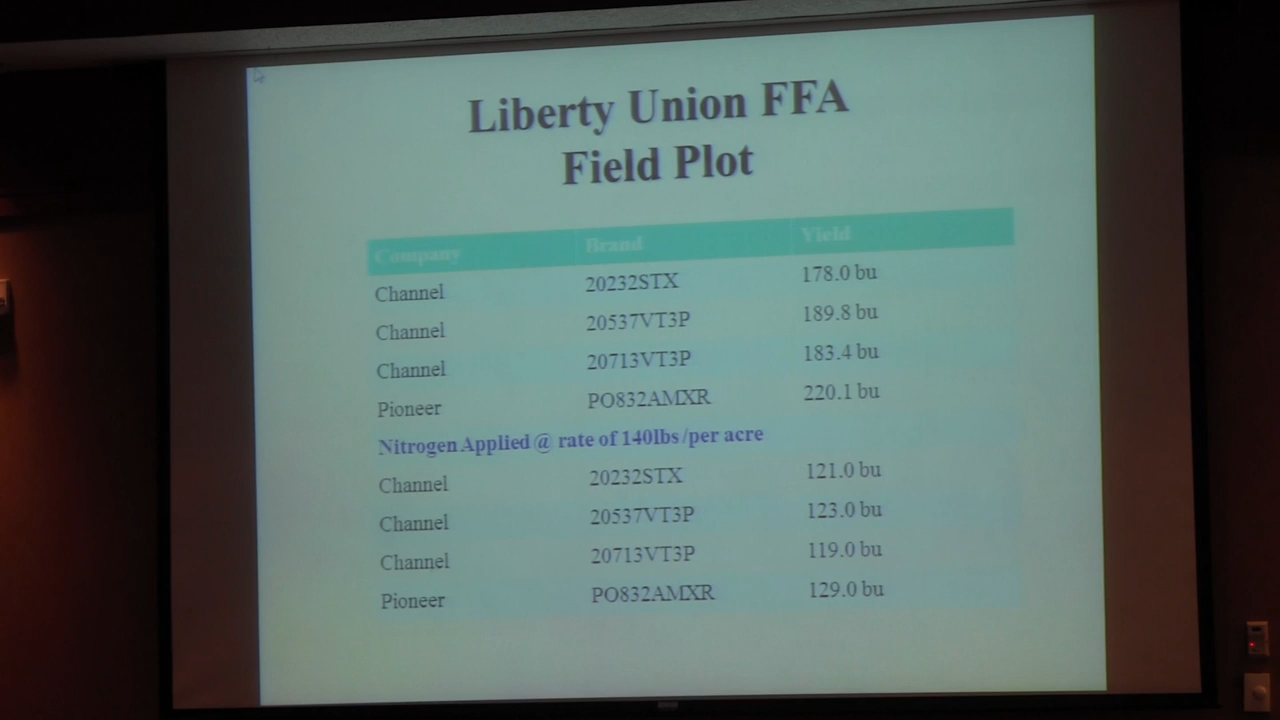 Liberty Union FFA
Field Plot
Company Brand Yield
Channel 20232STX 178.0 bu
Channel 20537VT3P 189.8 bu
Channel 20713VT3P 183.4 bu
Pioneer PO832AMXR 220.1 bu
Nitrogen Applied @ rate of 140lbs /per acre
Channel 20232STX 121.0 bu
Channel 20537VT3P 123.0 bu
Channel 20713VT3P 119.0 bu
Pioneer PO832AMXR 129.0 bu